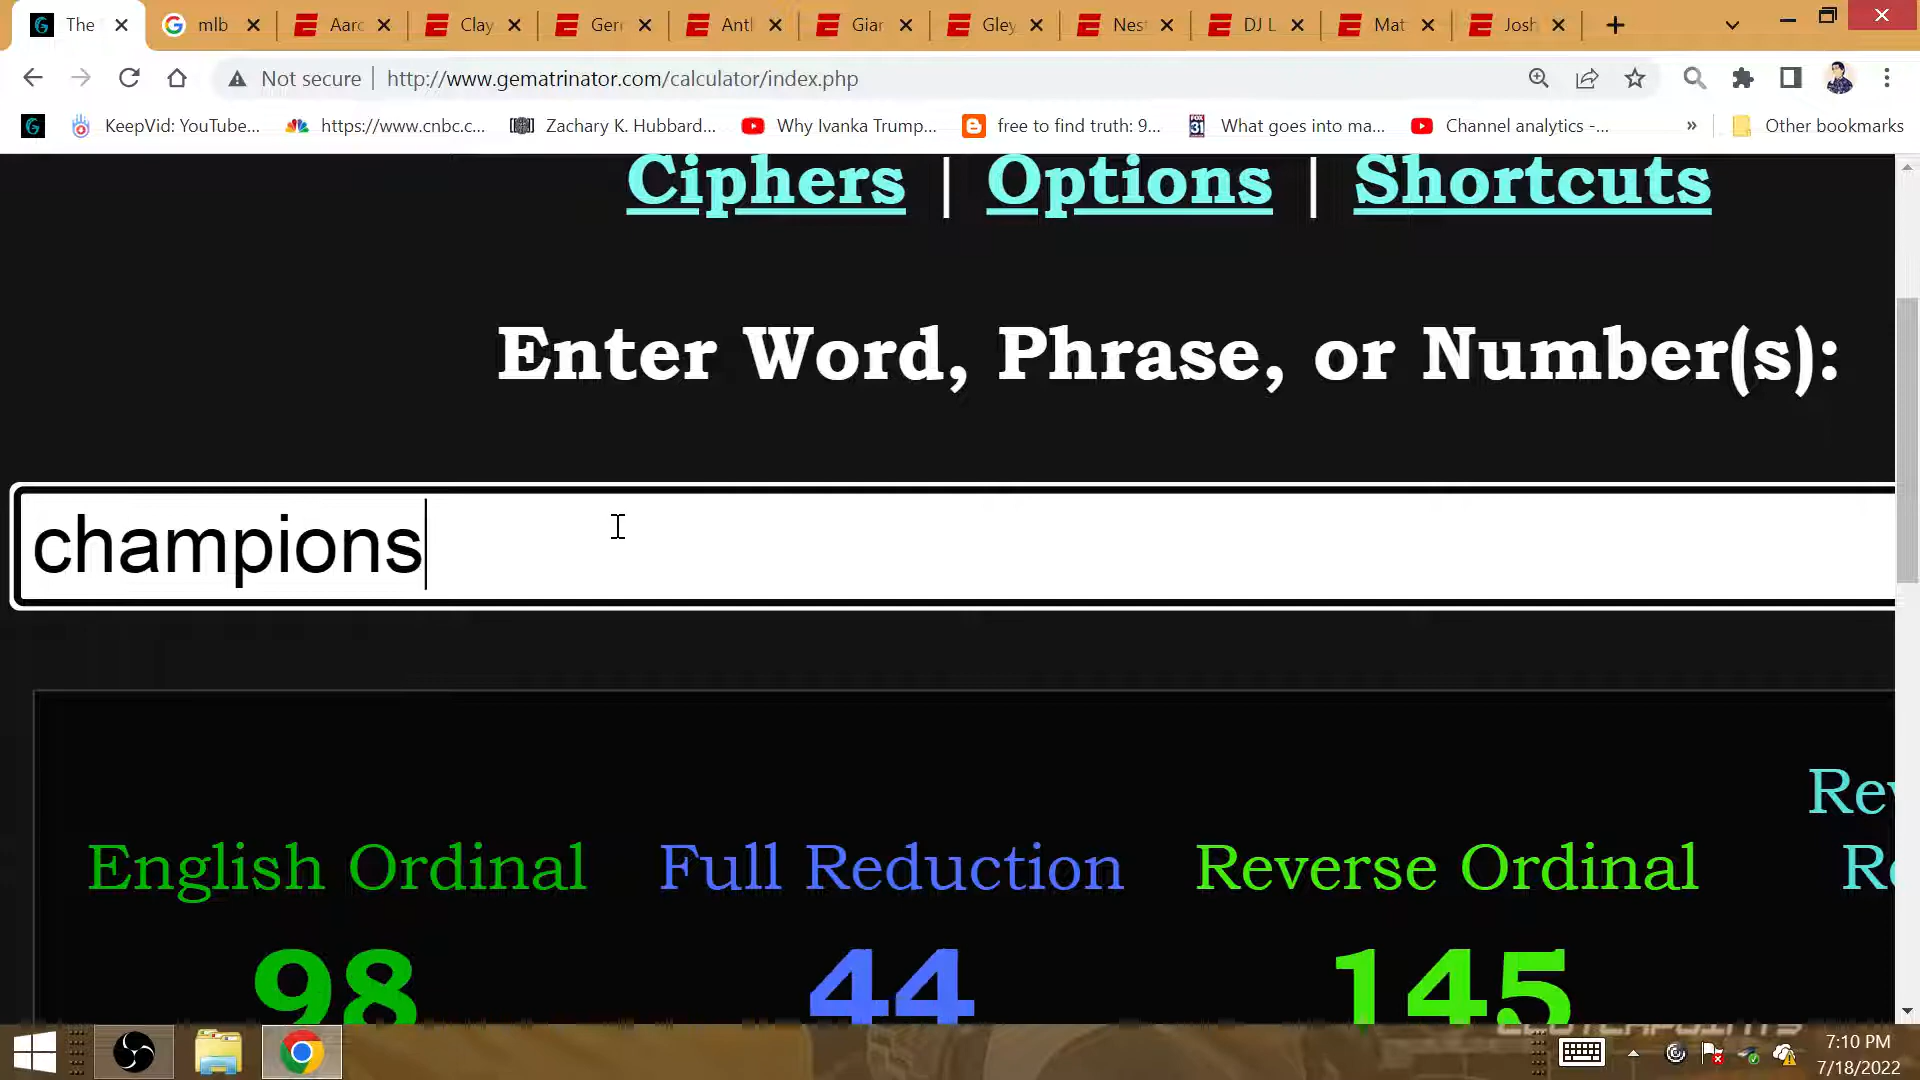 The
mlb
Aarc
Clay
Geri
Antl
Giar
Gley
Nest
DJ L
Mat
Josh
Not secure
http://www.gematrinator.com/calculator/index.php
KeepVid: YouTube...
https://www.cnbc.c...
Zachary K. Hubbard...
Why Ivanka Trump...
free to find truth: 9...
FOX 31
What goes into ma...
Channel analytics -...
»
Other bookmarks
Ciphers | Options | Shortcuts
Enter Word, Phrase, or Number(s):
champions
English Ordinal
Full Reduction
Reverse Ordinal
98
44
145
7:10 PM
7/18/2022